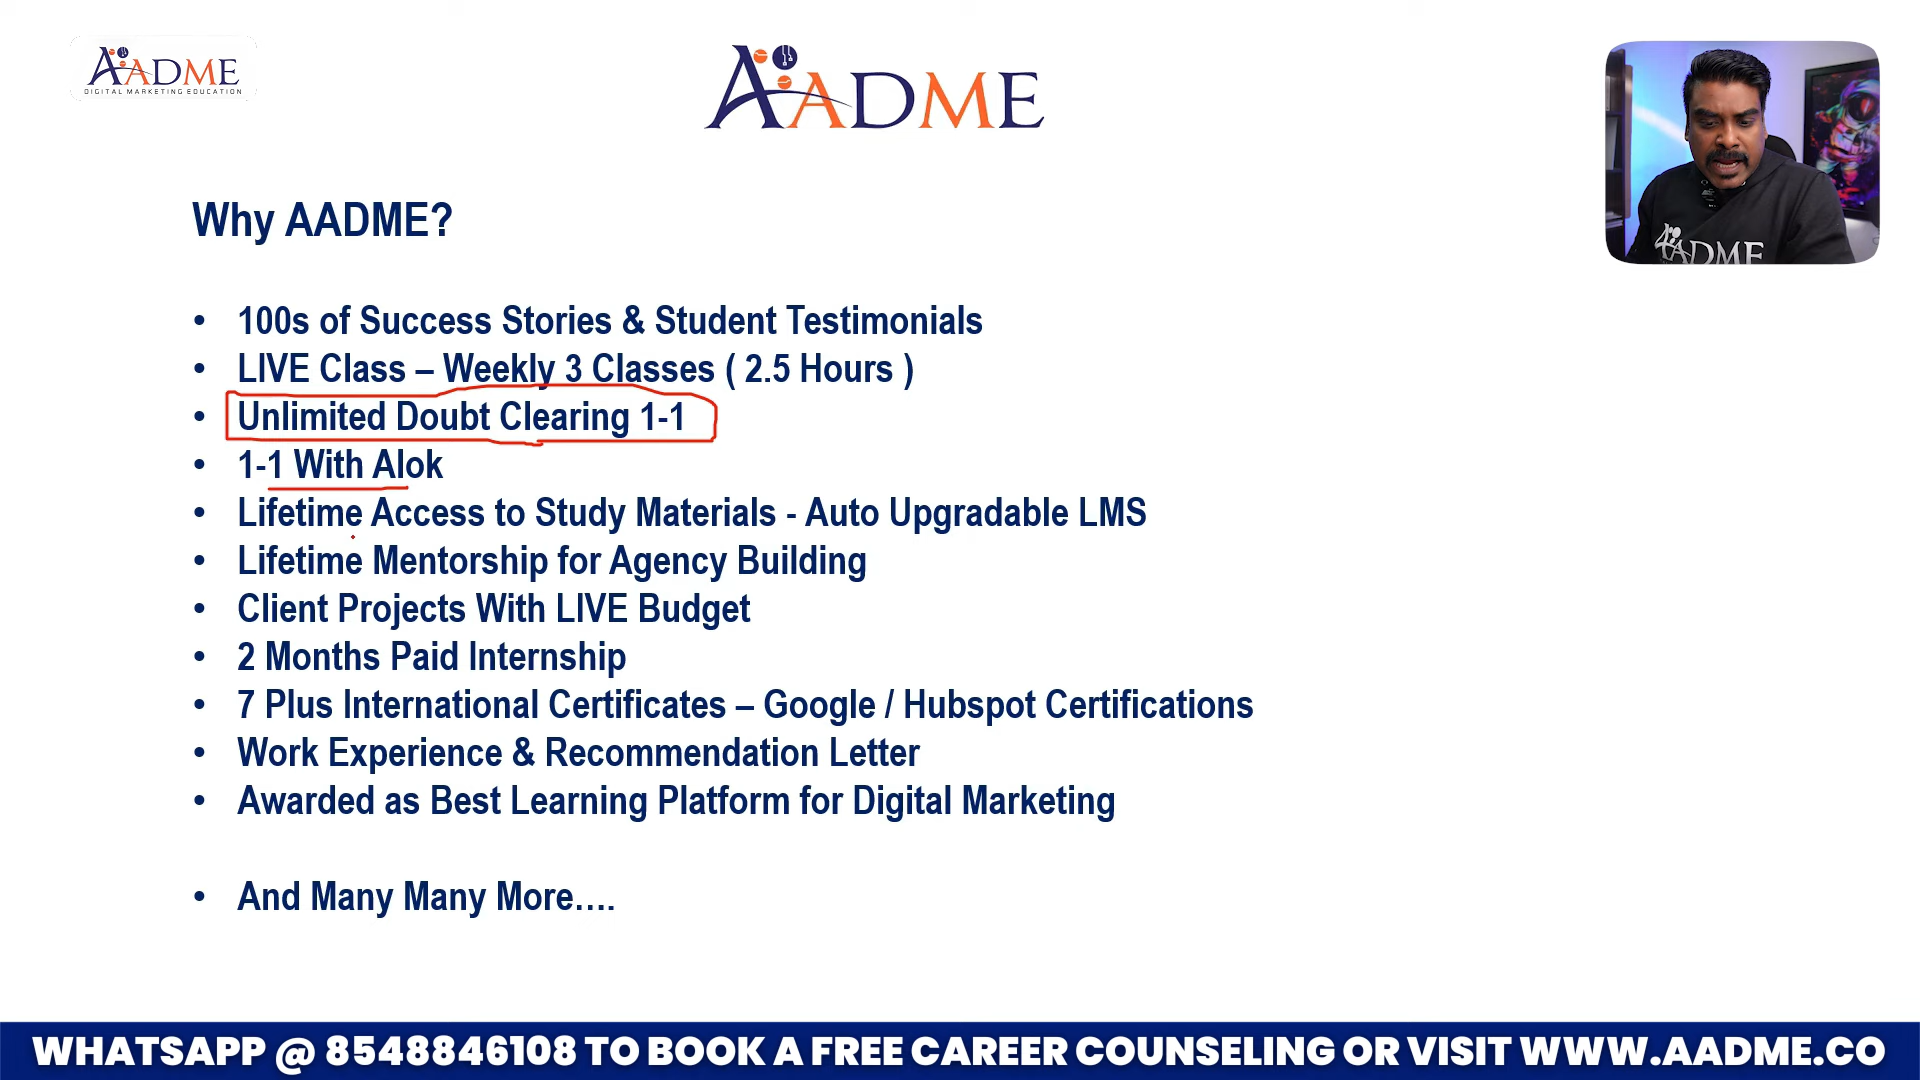 AADME
DIGITAL MARKETING EDUCATION
AADME
AADME
Why AADME?
• 100s of Success Stories & Student Testimonials
• LIVE Class – Weekly 3 Classes ( 2.5 Hours )
• Unlimited Doubt Clearing 1-1
• 1-1 With Alok
• Lifetime Access to Study Materials - Auto Upgradable LMS
• Lifetime Mentorship for Agency Building
• Client Projects With LIVE Budget
• 2 Months Paid Internship
• 7 Plus International Certificates – Google / Hubspot Certifications
• Work Experience & Recommendation Letter
• Awarded as Best Learning Platform for Digital Marketing
• And Many Many More….
WHATSAPP @ 8548846108 TO BOOK A FREE CAREER COUNSELING OR VISIT WWW.AADME.CO